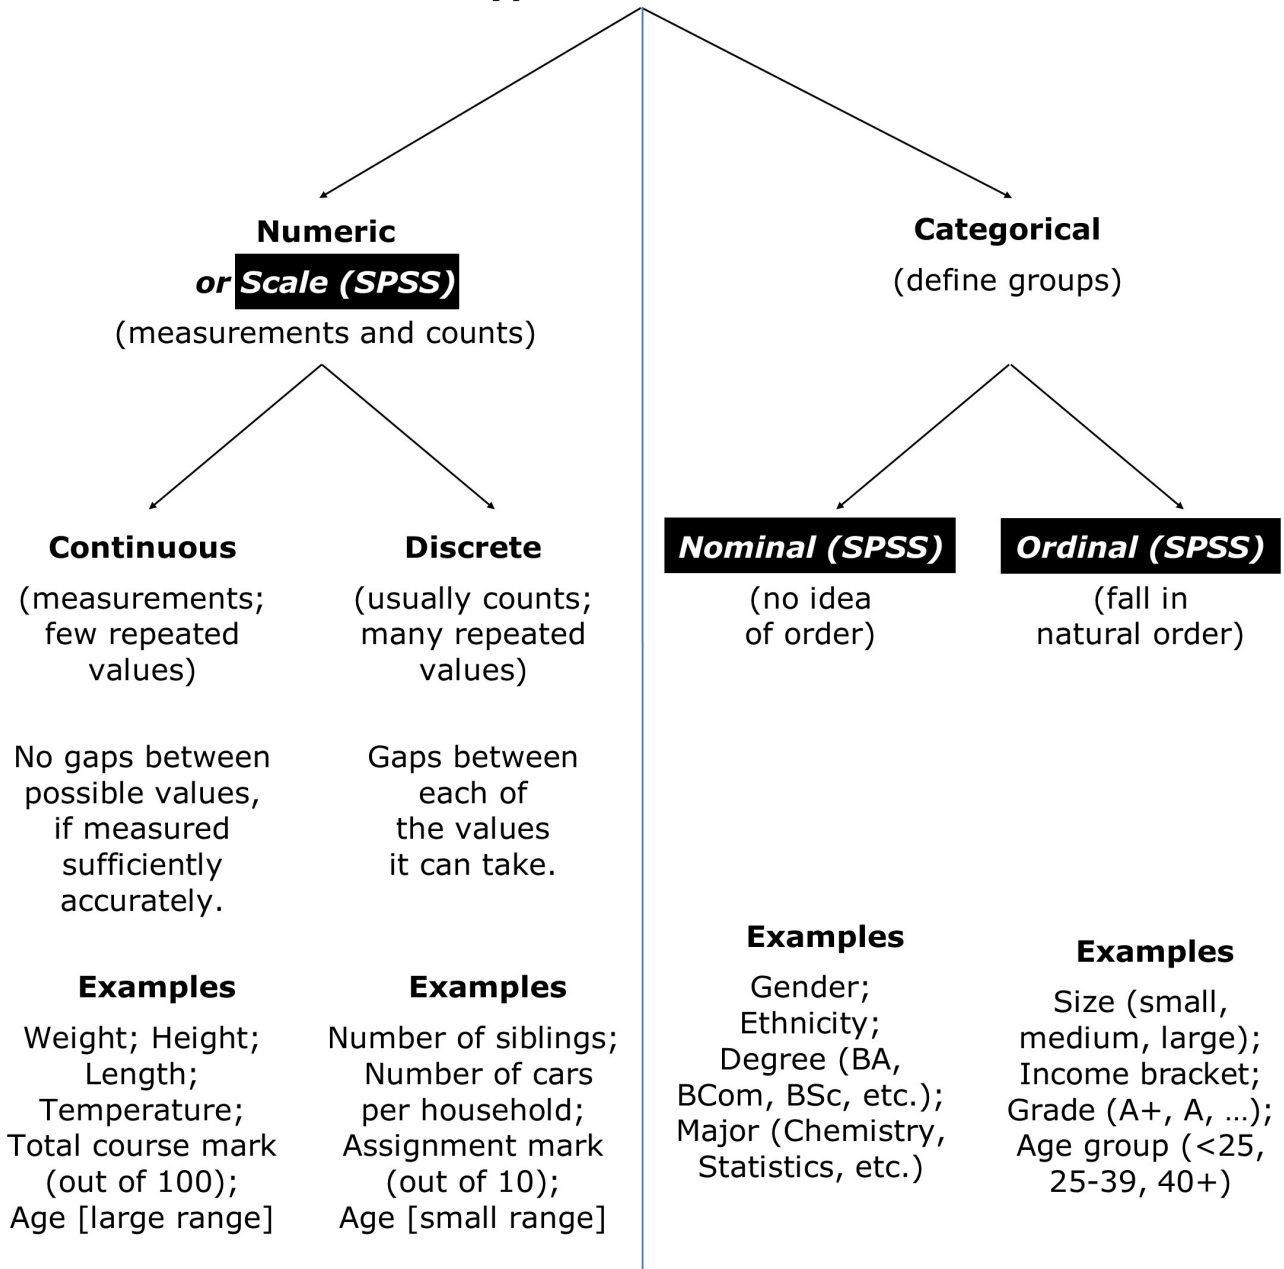 Numeric
or Scale (SPSS)
(measurements and counts)
Categorical
(define groups)
Continuous
(measurements;
few repeated
values)
No gaps between
possible values,
if measured
sufficiently
accurately.
Examples
Weight; Height;
Length;
Temperature;
Total course mark
(out of 100);
Age [large range]
Discrete
(usually counts;
many repeated
values)
Gaps between
each of
the values
it can take.
Examples
Number of siblings;
Number of cars
per household;
Assignment mark
(out of 10);
Age [small range]
Nominal (SPSS)
(no idea
of order)
Examples
Gender;
Ethnicity;
Degree (BA,
BCom, BSc, etc.);
Major (Chemistry,
Statistics, etc.)
Ordinal (SPSS)
(fall in
natural order)
Examples
Size (small,
medium, large);
Income bracket;
Grade (A+, A, …);
Age group (<25,
25-39, 40+)